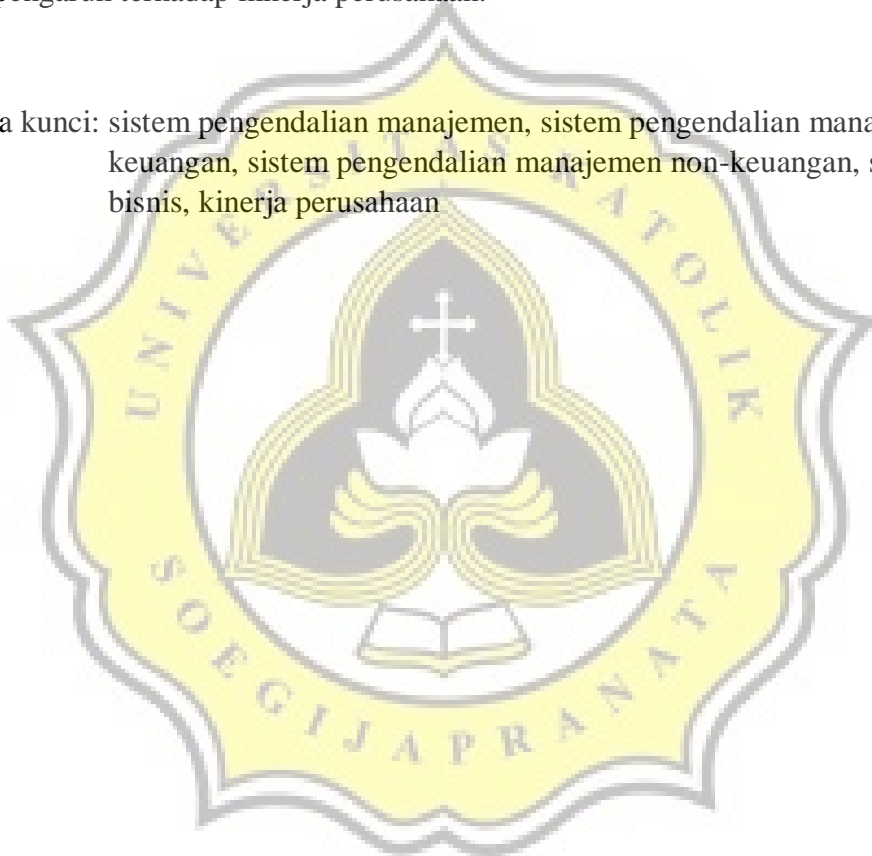 terhadap kinerja perusahaan.
a kunci: sistem pengendalian manajemen, sistem pengendalian mana
keuangan, sistem pengendalian manajemen non-keuangan, s
bisnis, kinerja perusahaan
UNIVERSITAS KATOLIK
SOEGIJAPRANATA